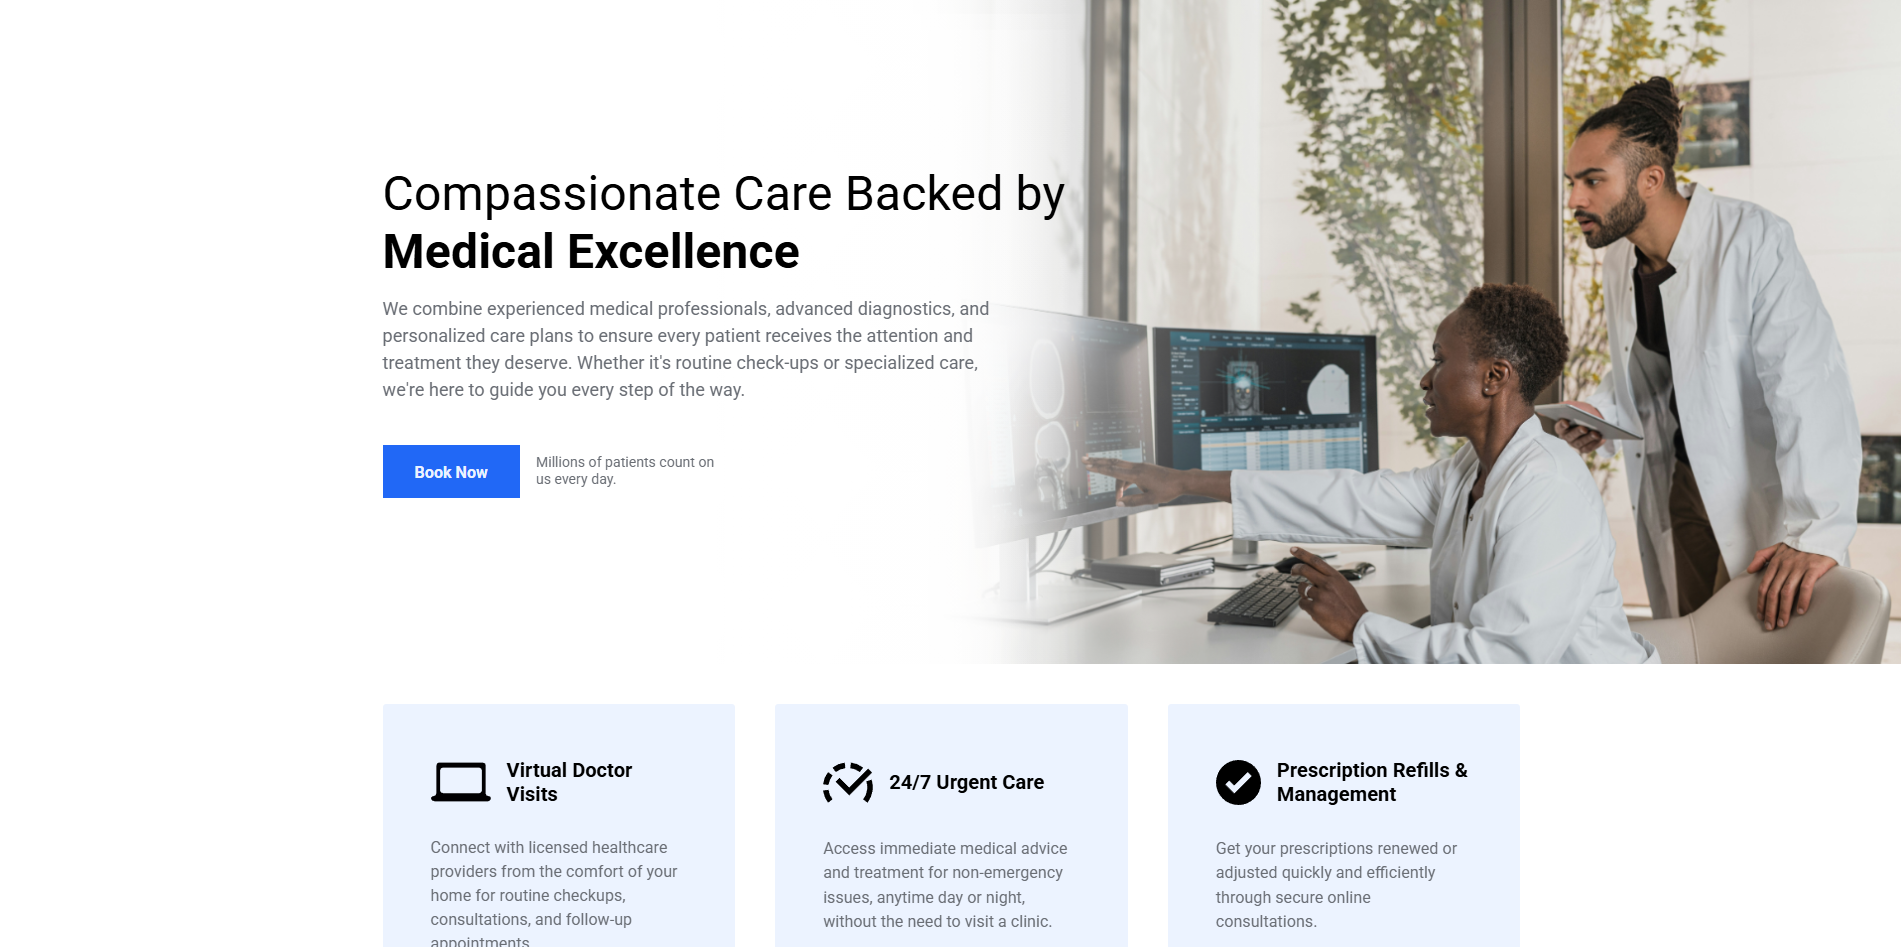 Compassionate Care Backed by
Medical Excellence
We combine experienced medical professionals, advanced diagnostics, and
personalized care plans to ensure every patient receives the attention and
treatment they deserve. Whether it's routine check-ups or specialized care,
we're here to guide you every step of the way.
Book Now
Millions of patients count on
us every day.
Virtual Doctor
Visits
Connect with licensed healthcare
providers from the comfort of your
home for routine checkups,
consultations, and follow-up
appointments.
24/7 Urgent Care
Access immediate medical advice
and treatment for non-emergency
issues, anytime day or night,
without the need to visit a clinic.
Prescription Refills &
Management
Get your prescriptions renewed or
adjusted quickly and efficiently
through secure online
consultations.